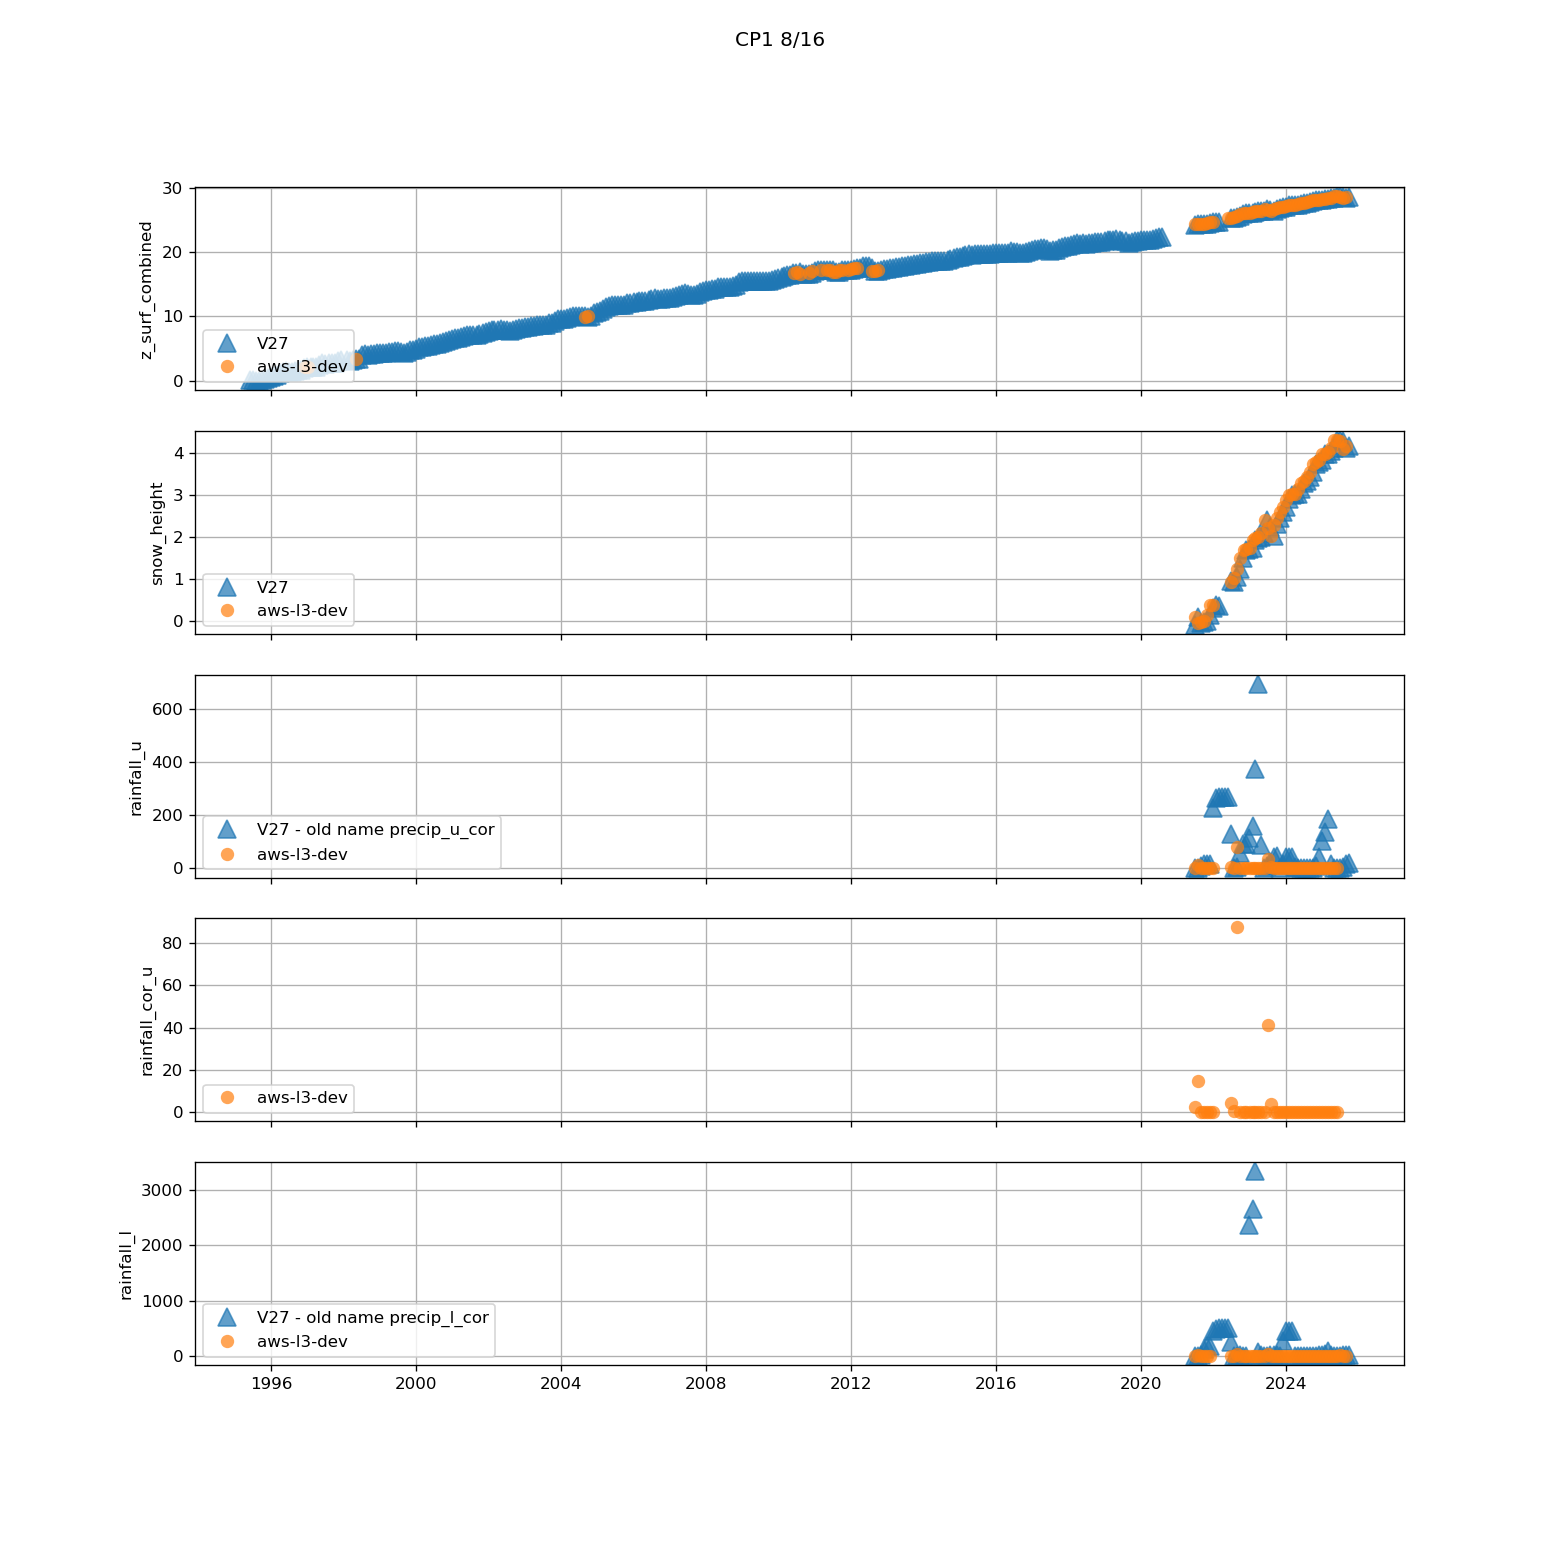 CP1 8/16
30
20
10
0
z_surf_combined
V27
aws-l3-dev
4
3
2
1
0
snow_height
V27
aws-l3-dev
600
400
200
0
rainfall_u
V27 - old name precip_u_cor
aws-l3-dev
80
60
40
20
0
rainfall_cor_u
aws-l3-dev
3000
2000
1000
0
rainfall_l
V27 - old name precip_l_cor
aws-l3-dev
1996 2000 2004 2008 2012 2016 2020 2024